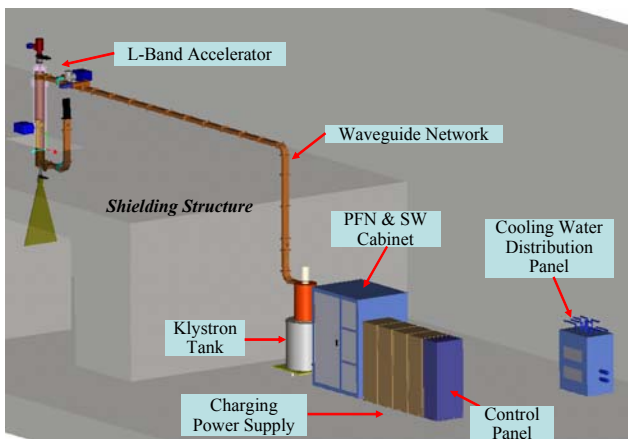 L-Band Accelerator
Waveguide Network
Shielding Structure
PFN & SW
Cabinet
Cooling Water
Distribution
Panel
Klystron
Tank
Charging
Power Supply
Control
Panel